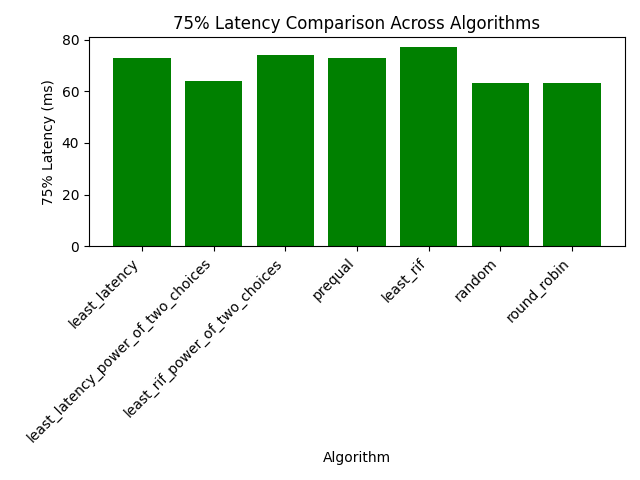 75% Latency Comparison Across Algorithms
75% Latency (ms)
80
60
40
20
0
least_latency
least_latency_power_of_two_choices
least_rif_power_of_two_choices
prequal
least_rif
random
round_robin
Algorithm